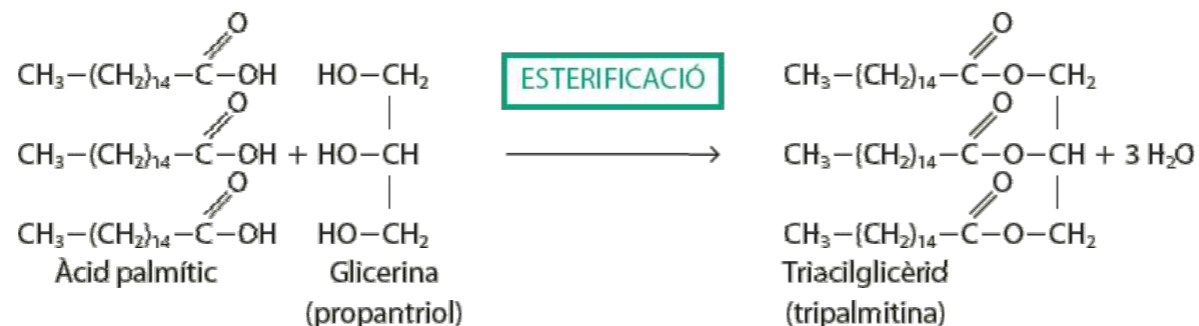 O O
CH₃–(CH₂)₁₄–C–OH HO–CH₂ ESTERIFICACIÓ CH₃–(CH₂)₁₄–C–O–CH₂
O O
CH₃–(CH₂)₁₄–C–OH + HO–CH CH₃–(CH₂)₁₄–C–O–CH + 3 H₂O
O O
CH₃–(CH₂)₁₄–C–OH HO–CH₂ CH₃–(CH₂)₁₄–C–O–CH₂
Àcid palmític Glicerina Triacilglicèrid
(propantriol) (tripalmitina)